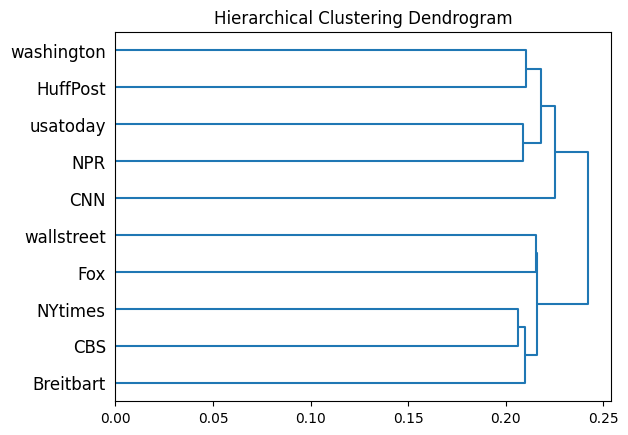 Hierarchical Clustering Dendrogram
washington
HuffPost
usatoday
NPR
CNN
wallstreet
Fox
NYtimes
CBS
Breitbart
0.00 0.05 0.10 0.15 0.20 0.25